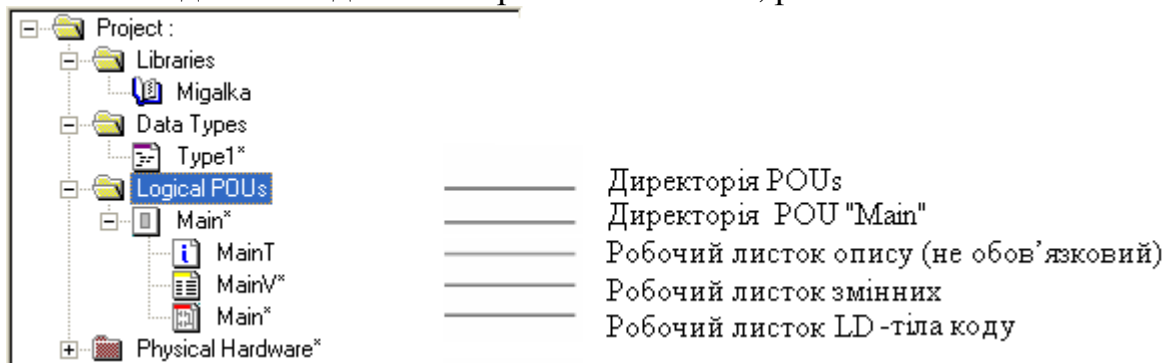 Project :
Libraries
Migalka
Data Types
Type1*
Logical POUs Директорія POUs
Main* Директорія POU "Main"
MainT Робочий листок опису (не обов’язковий)
MainV* Робочий листок змінних
Main* Робочий листок LD -тіла коду
Physical Hardware*